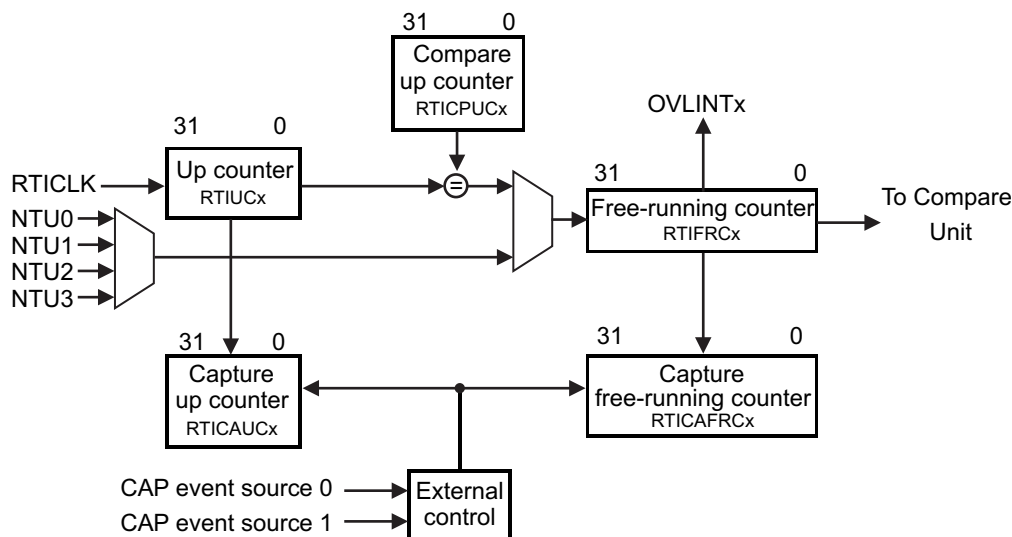 31 0
Compare
up counter
RTICPUCx
OVLINTx
31 0
Up counter
RTIUCx
RTICLK
=
31 0
Free-running counter
RTIFRCx
To Compare
Unit
NTU0
NTU1
NTU2
NTU3
31 0
Capture
up counter
RTICAUCx
31 0
Capture
free-running counter
RTICAFRCx
CAP event source 0
CAP event source 1
External
control